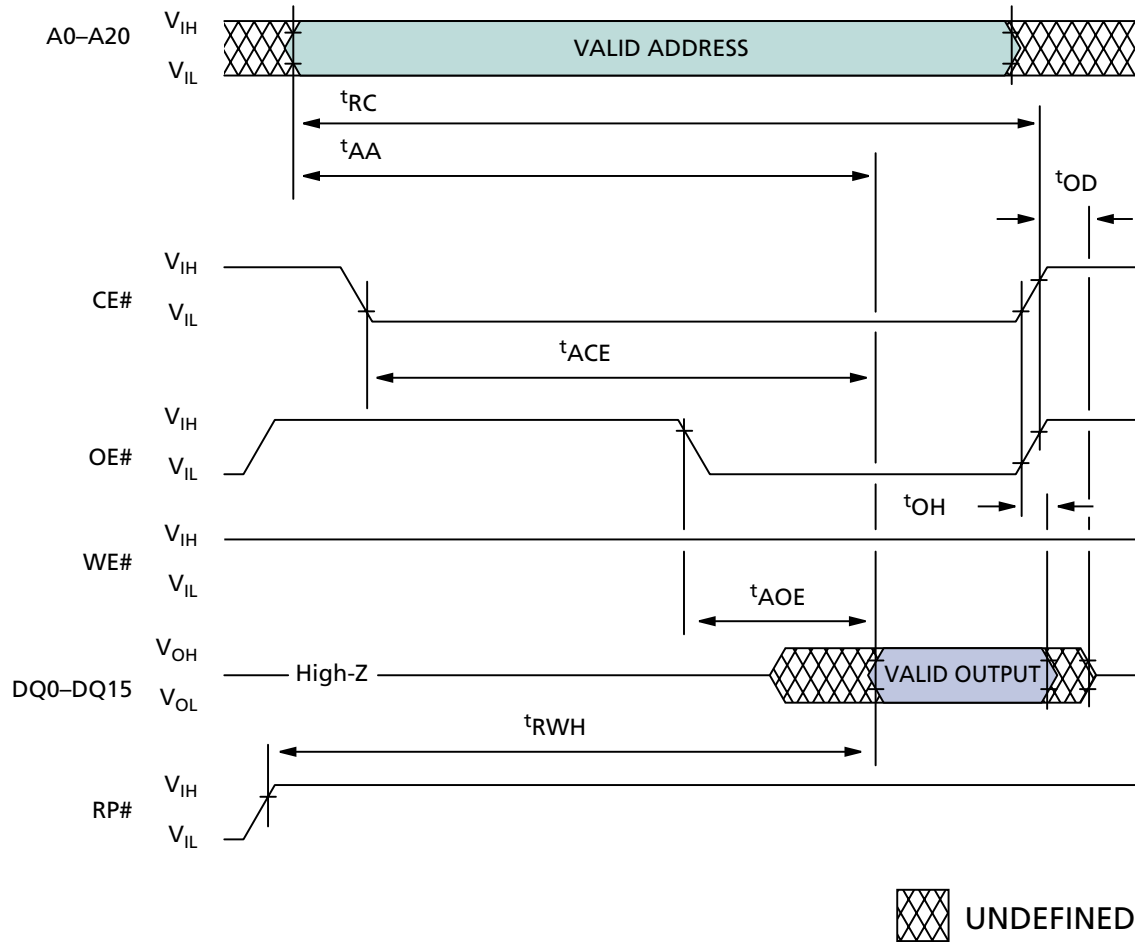 A0–A20
VIH
VIL
VALID ADDRESS
tRC
tAA
tOD
CE#
VIH
VIL
tACE
OE#
VIH
VIL
tOH
WE#
VIH
VIL
tAOE
DQ0–DQ15
VOH
VOL
High-Z
VALID OUTPUT
tRWH
RP#
VIH
VIL
UNDEFINED